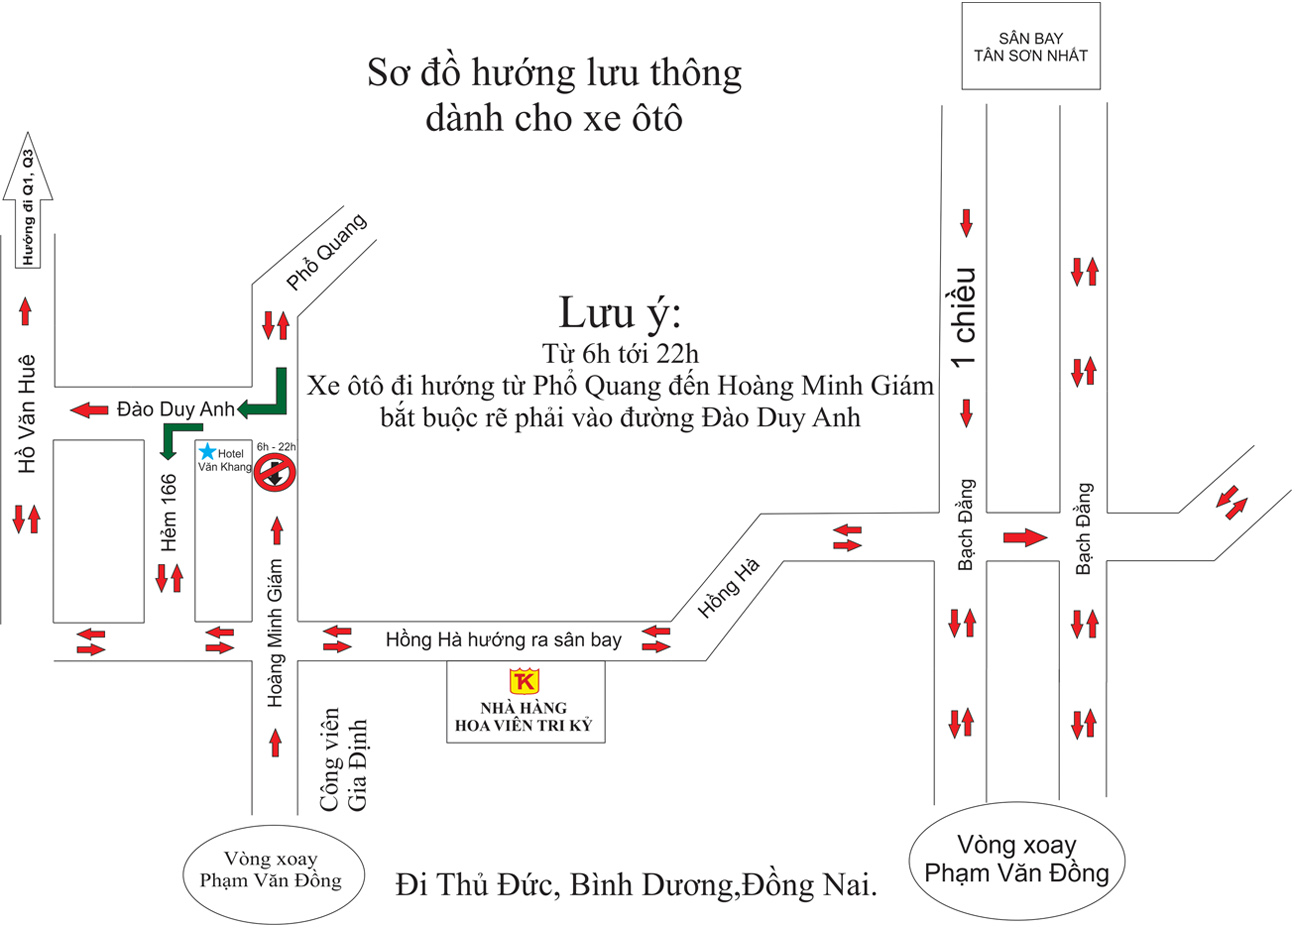 SÂN BAY
TÂN SƠN NHẤT
Sơ đồ hướng lưu thông
dành cho xe ôtô
Hướng đi Q1, Q3
Phổ Quang
1 chiều
Lưu ý:
Từ 6h tới 22h
Xe ôtô đi hướng từ Phổ Quang đến Hoàng Minh Giám
bắt buộc rẽ phải vào đường Đào Duy Anh
Hồ Văn Huê
Đào Duy Anh
Hotel
Văn Khang
6h - 22h
Hẻm 166
Hoàng Minh Giám
Bạch Đằng
Bạch Đằng
Hồng Hà
Hồng Hà hướng ra sân bay
TK
NHÀ HÀNG
HOA VIÊN TRI KỶ
Công viên
Gia Định
Vòng xoay
Phạm Văn Đồng
Đi Thủ Đức, Bình Dương,Đồng Nai.
Vòng xoay
Phạm Văn Đồng